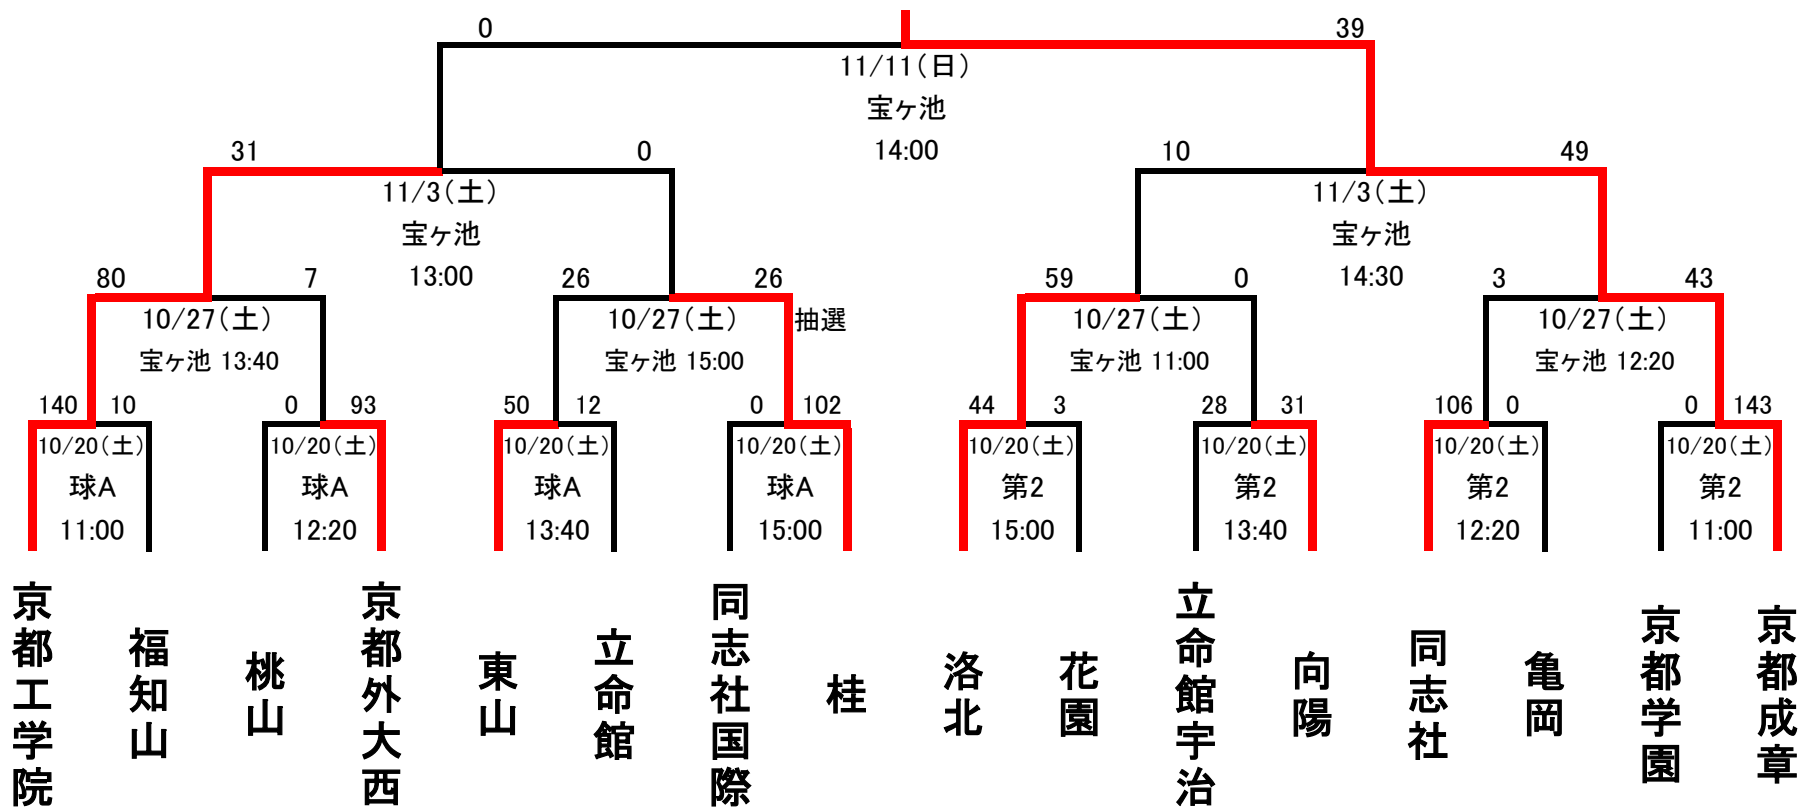 0 39
11/11(日)
宝ヶ池
14:00
31 0 10 49
11/3(土) 11/3(土)
宝ヶ池 宝ヶ池
13:00 14:30
80 7 26 26 59 0 3 43
10/27(土) 10/27(土) 抽選 10/27(土) 10/27(土)
宝ヶ池 13:40 宝ヶ池 15:00 宝ヶ池 11:00 宝ヶ池 12:20
140 10 0 93 50 12 0 102 44 3 28 31 106 0 0 143
10/20(土) 10/20(土) 10/20(土) 10/20(土) 10/20(土) 10/20(土) 10/20(土) 10/20(土)
球A 球A 球A 球A 第2 第2 第2 第2
11:00 12:20 13:40 15:00 15:00 13:40 12:20 11:00
京都工学院
福知山
桃山
京都外大西
東山
立命館
同志社国際
桂
洛北
花園
立命館宇治
向陽
同志社
亀岡
京都学園
京都成章